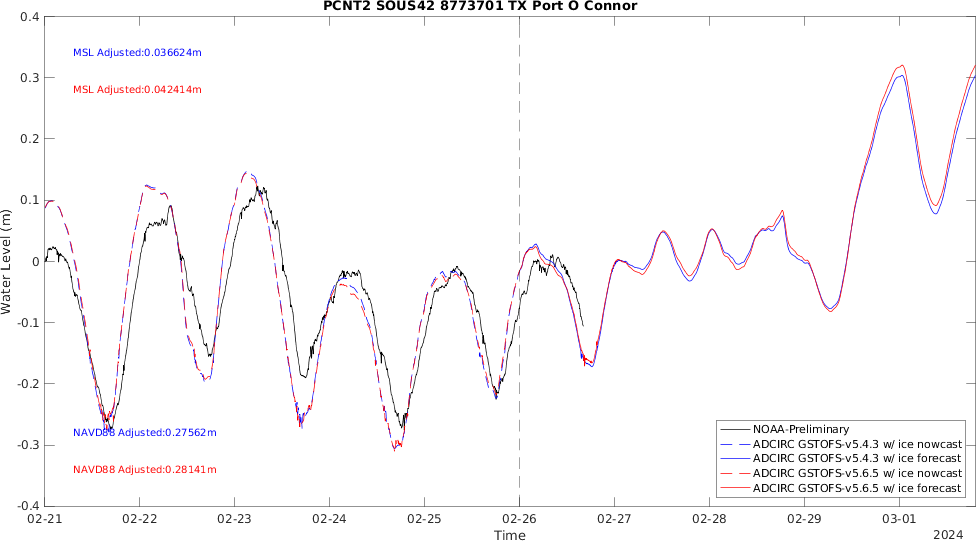 PCNT2 SOUS42 8773701 TX Port O Connor
0.4
0.3
0.2
0.1
0
-0.1
-0.2
-0.3
-0.4
Water Level (m)
MSL Adjusted:0.036624m
MSL Adjusted:0.042414m
NAVD88 Adjusted:0.27562m
NAVD88 Adjusted:0.28141m
NOAA-Preliminary
ADCIRC GSTOFS-v5.4.3 w/ ice nowcast
ADCIRC GSTOFS-v5.4.3 w/ ice forecast
ADCIRC GSTOFS-v5.6.5 w/ ice nowcast
ADCIRC GSTOFS-v5.6.5 w/ ice forecast
02-21 02-22 02-23 02-24 02-25 02-26 02-27 02-28 02-29 03-01
Time
2024